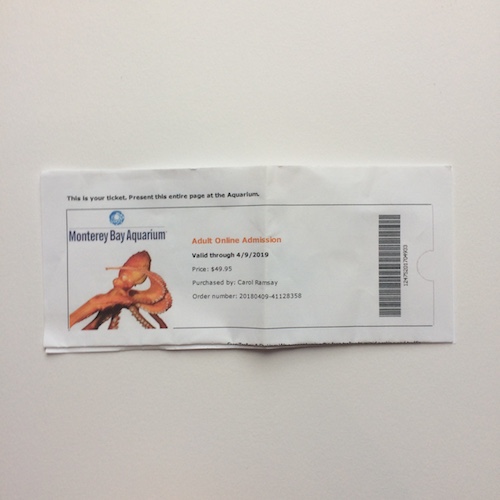 This is your ticket. Present this entire page at the Aquarium.
Monterey Bay Aquarium
Adult Online Admission
Valid through 4/9/2019
Price: $49.95
Purchased by: Carol Ramsay
Order number: 20180409-41128358